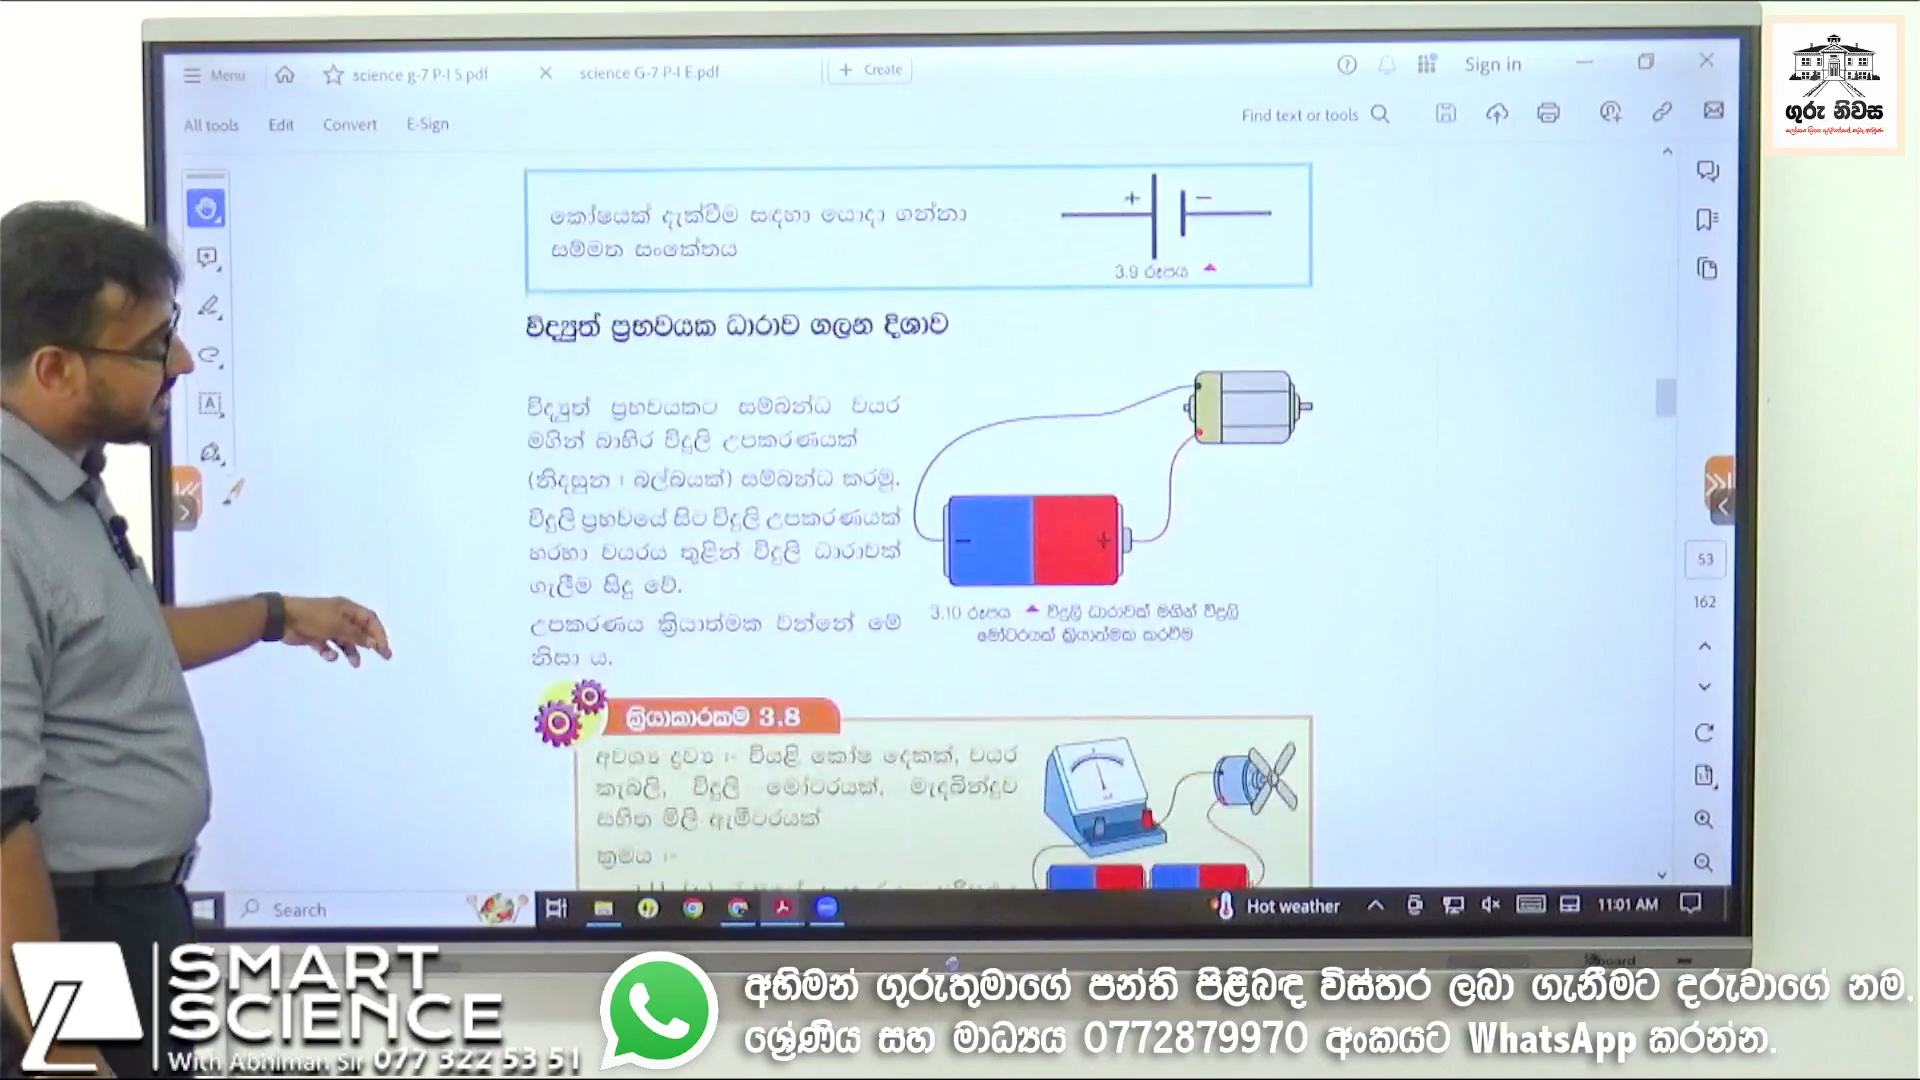 Menu
science g-7 P-I S.pdf
science G-7 P-I E.pdf
Create
Sign in
All tools
Edit
Convert
E-Sign
Find text or tools
ගුරු නිවස
කෝෂයක් දැක්වීම සඳහා යොදා ගන්නා
සම්මත සංකේතය
+ −
3.9 රූපය
විද්‍යුත් ප්‍රභවයක ධාරාව ගලන දිශාව
විද්‍යුත් ප්‍රභවයකට සම්බන්ධ වයර
මගින් බාහිර විදුලි උපකරණයක්
(නිදසුන : බල්බයක්) සම්බන්ධ කරමු.
විදුලි ප්‍රභවයේ සිට විදුලි උපකරණයක්
හරහා වයරය තුළින් විදුලි ධාරාවක්
ගැලීම සිදු වේ.
උපකරණය ක්‍රියාත්මක වන්නේ මේ
නිසා ය.
− +
3.10 රූපය විදුලි ධාරාවක් මගින් විදුලි
මෝටරයක් ක්‍රියාත්මක කරවීම
53
162
ක්‍රියාකාරකම 3.8
අවශ්‍ය ද්‍රව්‍ය :- වියළි කෝෂ දෙකක්, වයර
කැබලි, විදුලි මෝටරයක්, මැදබින්දුව
සහිත මිලි ඇමීටරයක්
ක්‍රමය :-
Search
Hot weather
11:01 AM
SMART
SCIENCE
With Abhiman Sir 077 322 53 51
අභිමන් ගුරුතුමාගේ පන්ති පිළිබඳ විස්තර ලබා ගැනීමට දරුවාගේ නම,
ශ්‍රේණිය සහ මාධ්‍යය 0772879970 අංකයට WhatsApp කරන්න.